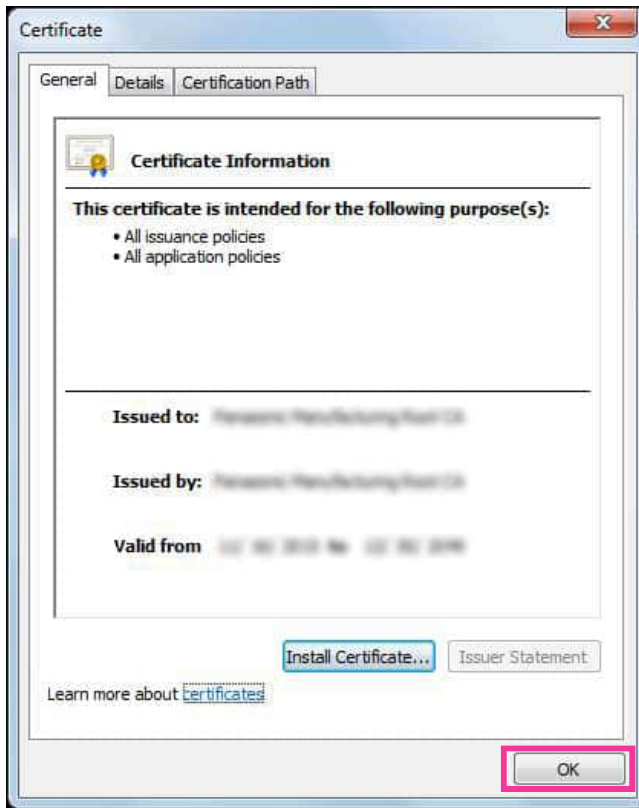 Certificate
General Details Certification Path
Certificate Information
This certificate is intended for the following purpose(s):
• All issuance policies
• All application policies
Issued to:
Issued by:
Valid from
Install Certificate... Issuer Statement
Learn more about certificates
OK